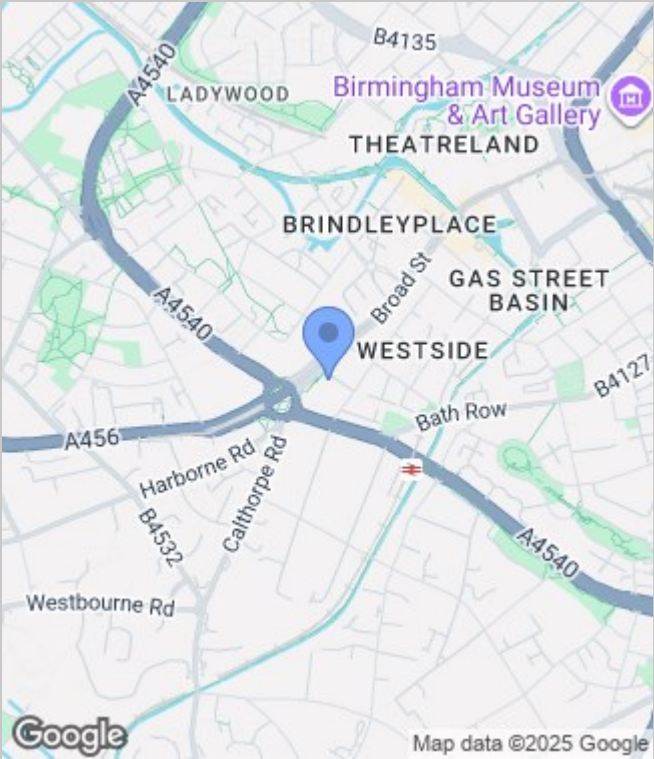 B4135
A4540
LADYWOOD
Birmingham Museum
& Art Gallery
THEATRELAND
BRINDLEYPLACE
Broad St
GAS STREET
BASIN
A4540
WESTSIDE
B4127
Bath Row
A456
Harborne Rd
Calthorpe Rd
B4532
A4540
Westbourne Rd
Google
Map data ©2025 Google